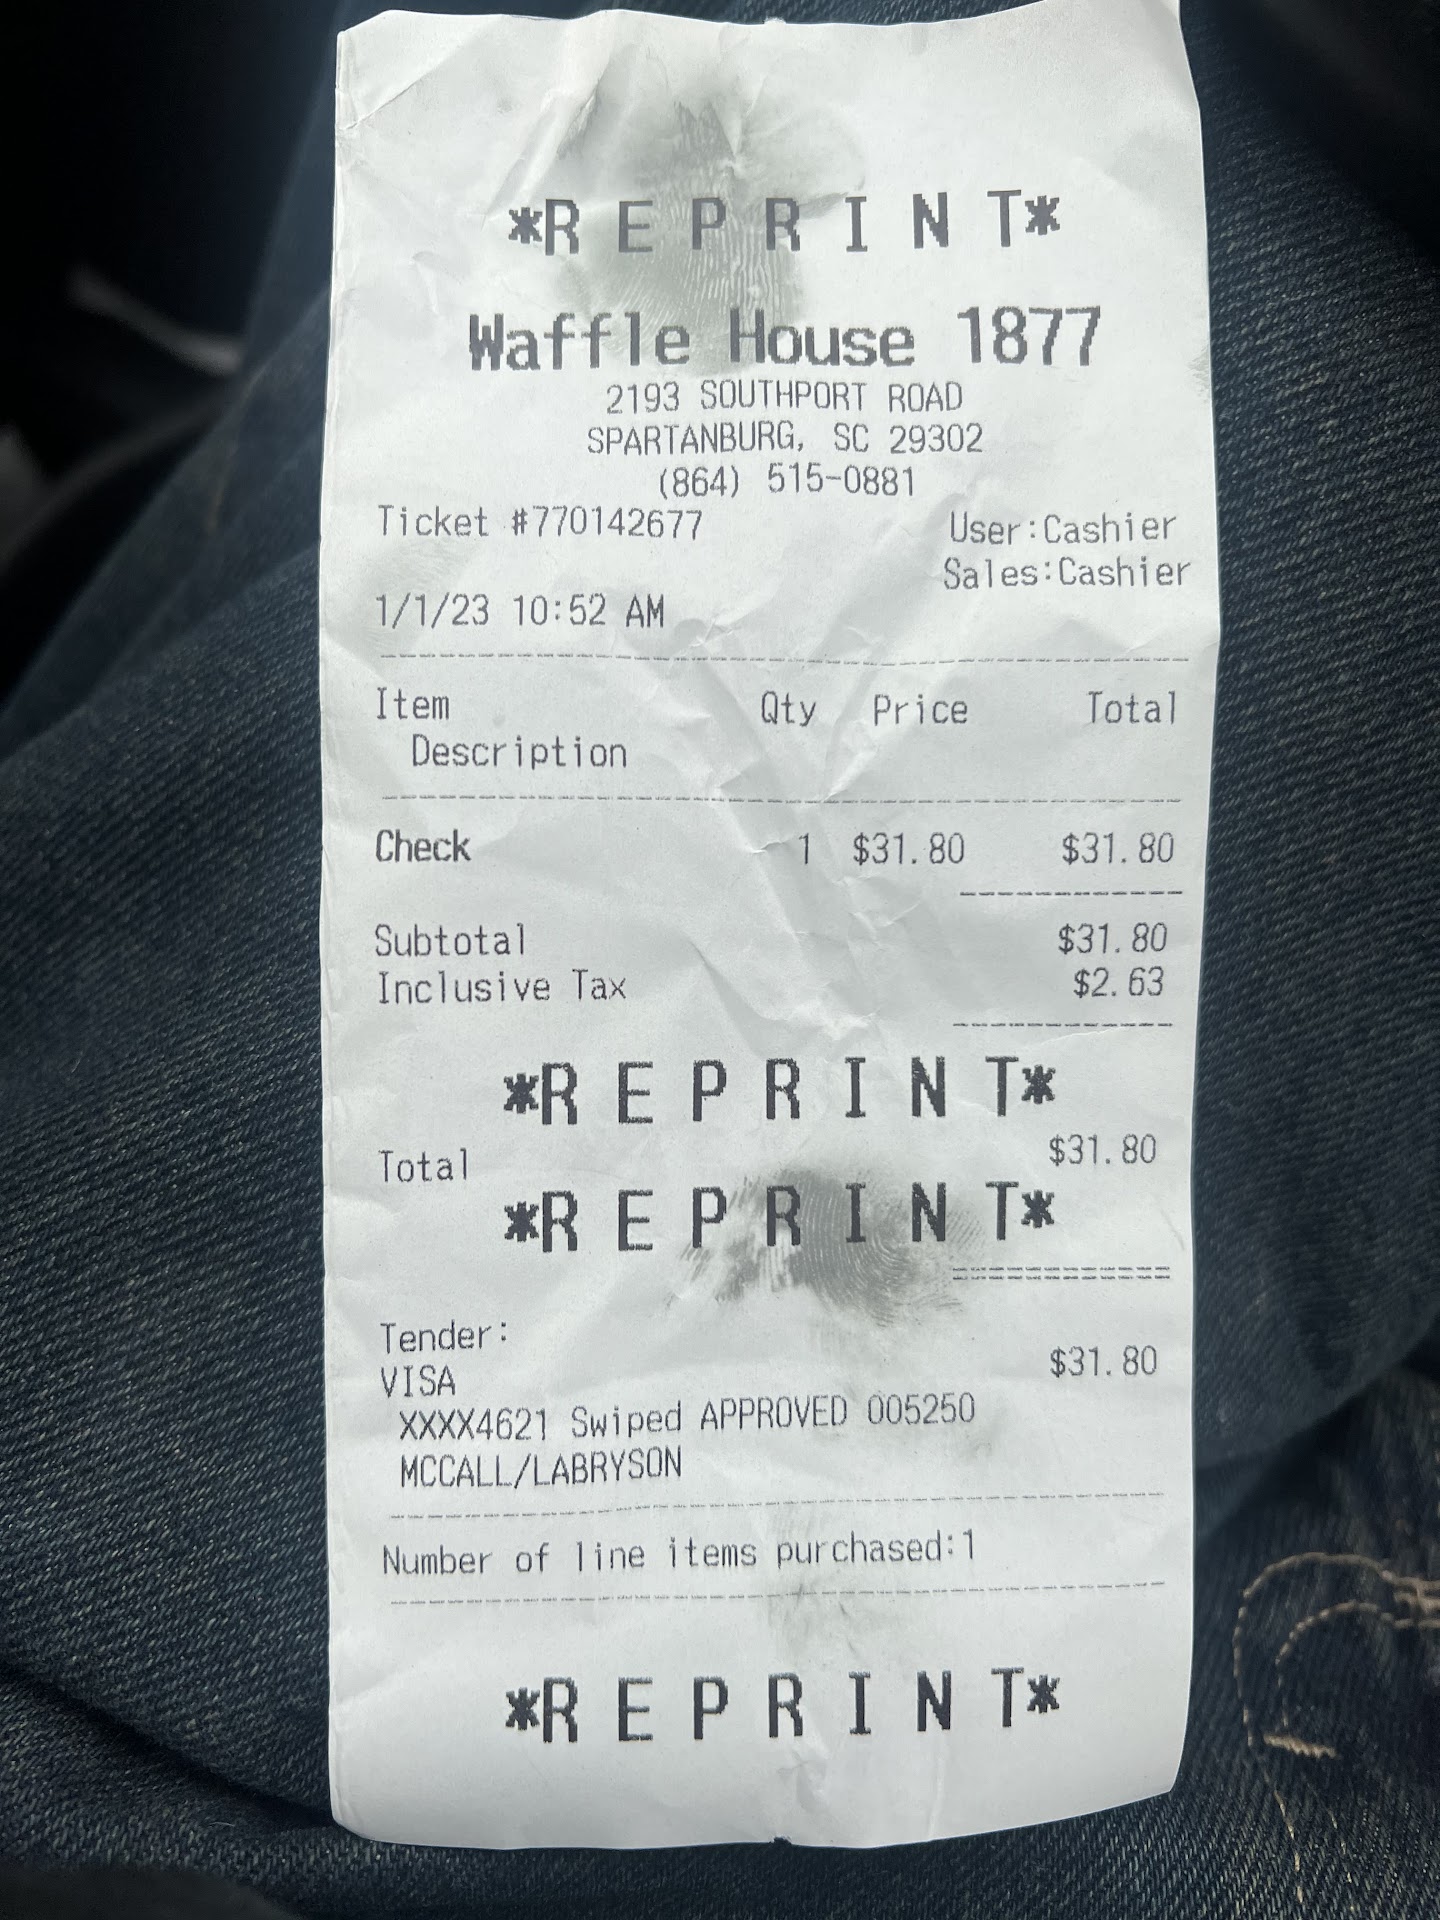 *R E P R I N T*
Waffle House 1877
2193 SOUTHPORT ROAD
SPARTANBURG, SC 29302
(864) 515-0881
Ticket #770142677 User:Cashier
Sales:Cashier
1/1/23 10:52 AM
Item Qty Price Total
Description
Check 1 $31.80 $31.80
Subtotal $31.80
Inclusive Tax $2.63
*R E P R I N T*
Total $31.80
*R E P R I N T*
Tender:
VISA $31.80
XXXX4621 Swiped APPROVED 005250
MCCALL/LABRYSON
Number of line items purchased:1
*R E P R I N T*